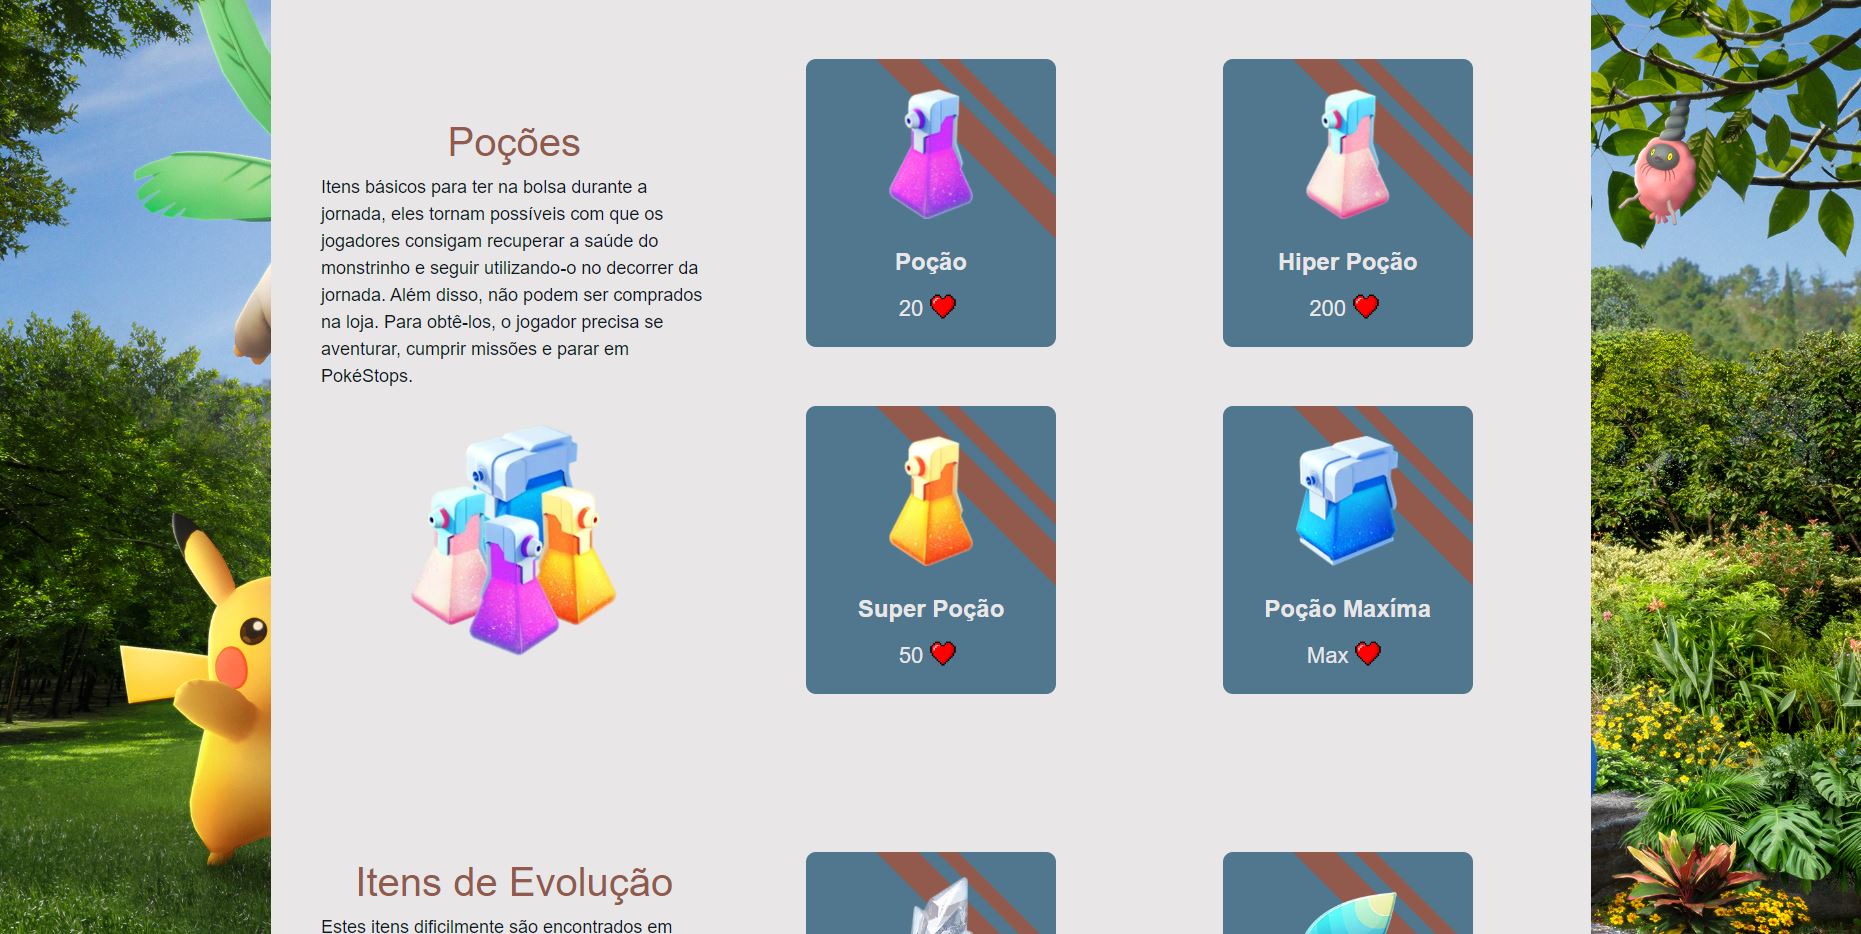 Poções
Itens básicos para ter na bolsa durante a
jornada, eles tornam possíveis com que os
jogadores consigam recuperar a saúde do
monstrinho e seguir utilizando-o no decorrer da
jornada. Além disso, não podem ser comprados
na loja. Para obtê-los, o jogador precisa se
aventurar, cumprir missões e parar em
PokéStops.
Poção
20
Hiper Poção
200
Super Poção
50
Poção Maxíma
Max
Itens de Evolução
Estes itens dificilmente são encontrados em